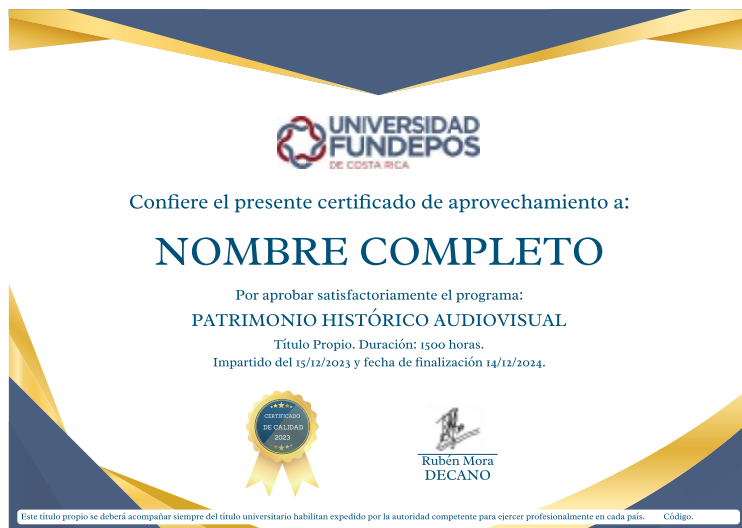 UNIVERSIDAD
FUNDEPOS
DE COSTA RICA
Confiere el presente certificado de aprovechamiento a:
NOMBRE COMPLETO
Por aprobar satisfactoriamente el programa:
PATRIMONIO HISTÓRICO AUDIOVISUAL
Título Propio. Duración: 1500 horas.
Impartido del 15/12/2023 y fecha de finalización 14/12/2024.
CERTIFICADO
DE CALIDAD
2023
Rubén Mora
DECANO
Este título propio se deberá acompañar siempre del título universitario habilitan expedido por la autoridad competente para ejercer profesionalmente en cada país. Código.